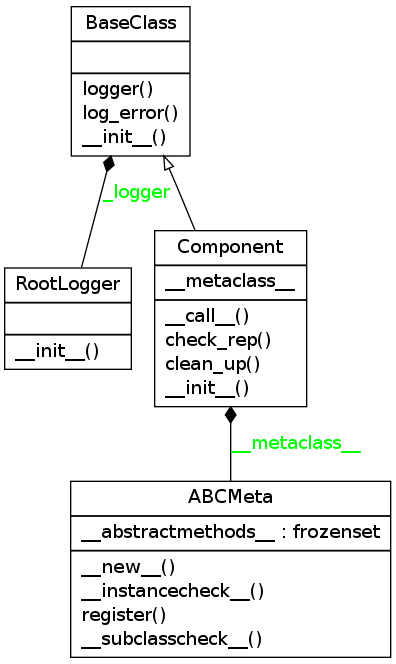 BaseClass
logger()
log_error()
__init__()
_logger
Component
__metaclass__
__call__()
check_rep()
clean_up()
__init__()
RootLogger
__init__()
__metaclass__
ABCMeta
__abstractmethods__ : frozenset
__new__()
__instancecheck__()
register()
__subclasscheck__()